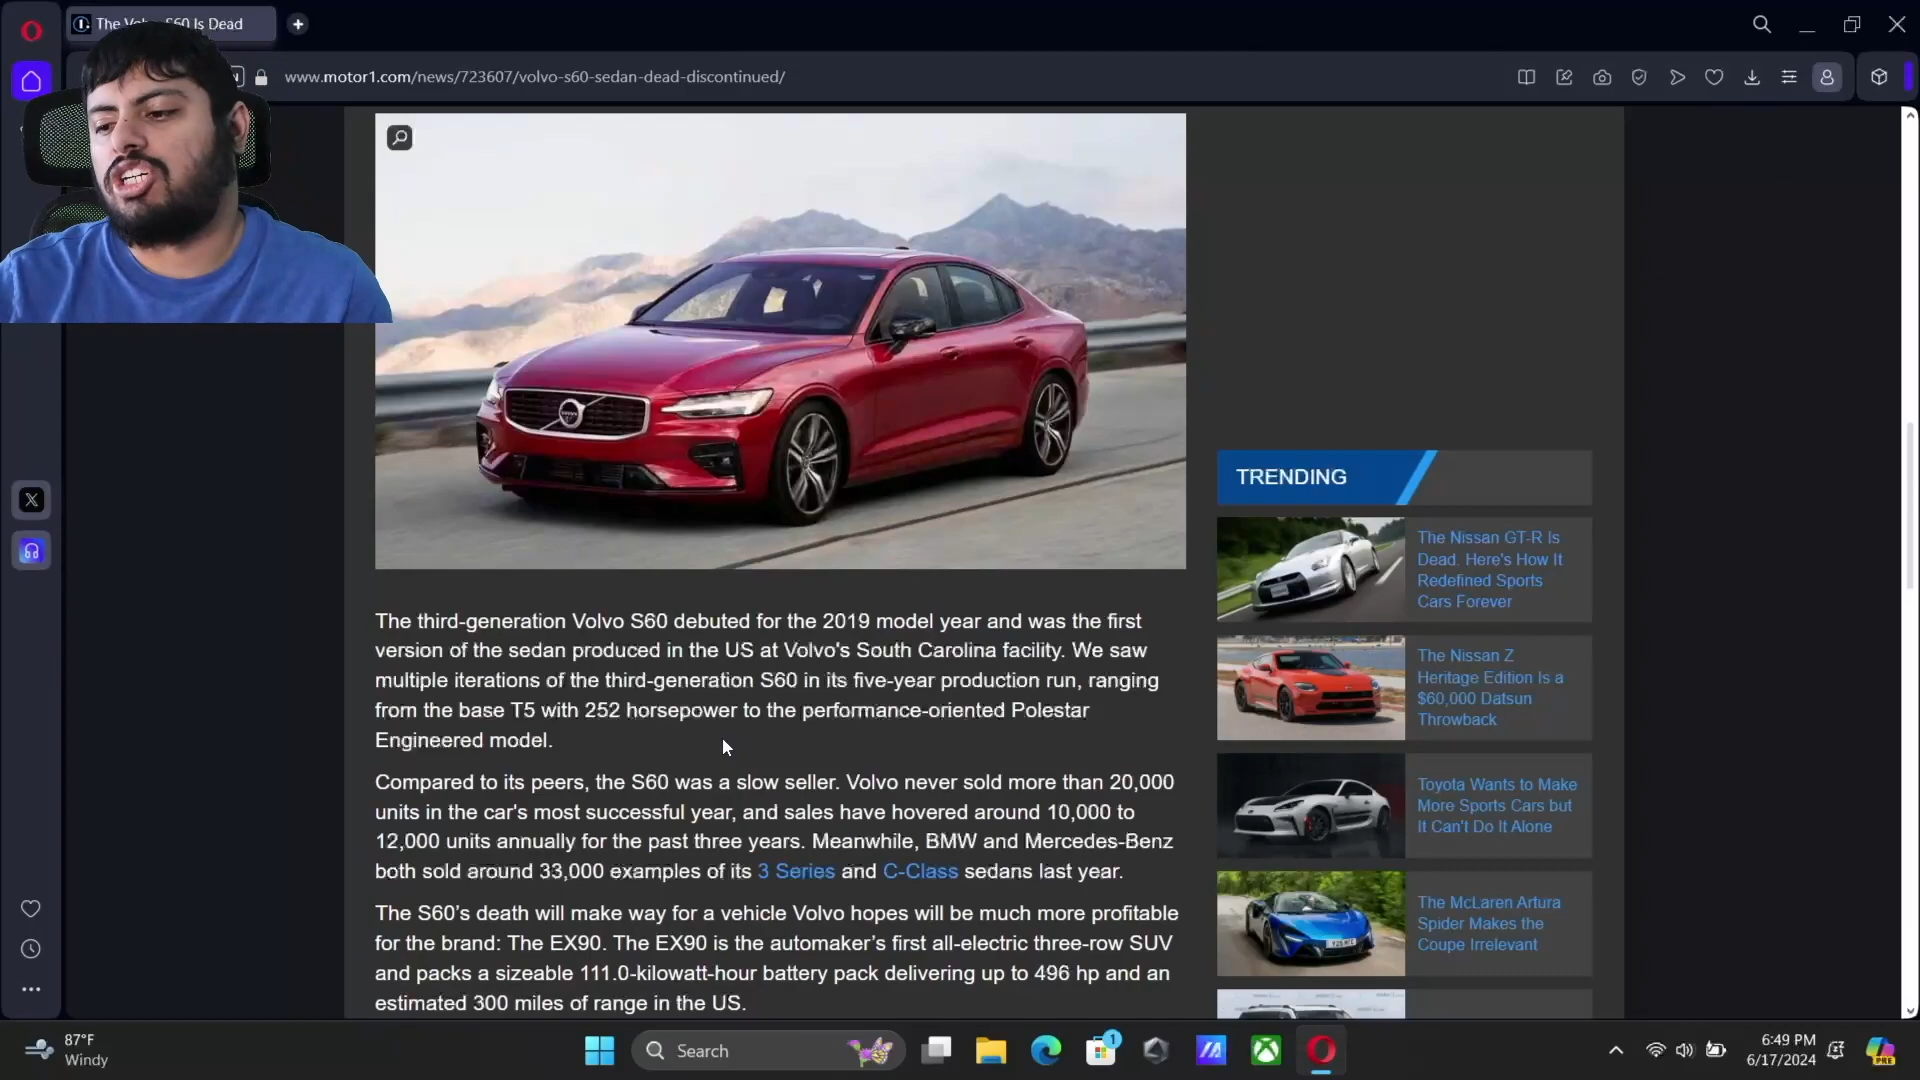 The Volvo S60 Is Dead
www.motor1.com/news/723607/volvo-s60-sedan-dead-discontinued/
TRENDING
The Nissan GT-R Is
Dead. Here's How It
Redefined Sports
Cars Forever
The Nissan Z
Heritage Edition Is a
$60,000 Datsun
Throwback
Toyota Wants to Make
More Sports Cars but
It Can't Do It Alone
The McLaren Artura
Spider Makes the
Coupe Irrelevant
The third-generation Volvo S60 debuted for the 2019 model year and was the first
version of the sedan produced in the US at Volvo's South Carolina facility. We saw
multiple iterations of the third-generation S60 in its five-year production run, ranging
from the base T5 with 252 horsepower to the performance-oriented Polestar
Engineered model.
Compared to its peers, the S60 was a slow seller. Volvo never sold more than 20,000
units in the car's most successful year, and sales have hovered around 10,000 to
12,000 units annually for the past three years. Meanwhile, BMW and Mercedes-Benz
both sold around 33,000 examples of its 3 Series and C-Class sedans last year.
The S60's death will make way for a vehicle Volvo hopes will be much more profitable
for the brand: The EX90. The EX90 is the automaker's first all-electric three-row SUV
and packs a sizeable 111.0-kilowatt-hour battery pack delivering up to 496 hp and an
estimated 300 miles of range in the US.
87°F
Windy
Search
1
6:49 PM
6/17/2024
PRE